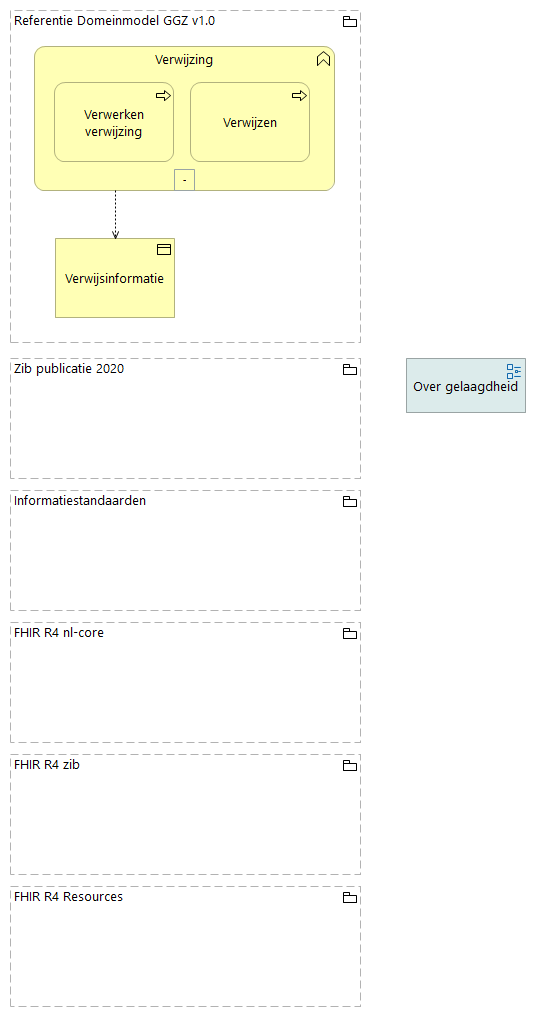 Referentie Domeinmodel GGZ v1.0
Verwijzing
Verwerken
verwijzing
Verwijzen
-
Verwijsinformatie
Zib publicatie 2020
Over gelaagdheid
Informatiestandaarden
FHIR R4 nl-core
FHIR R4 zib
FHIR R4 Resources